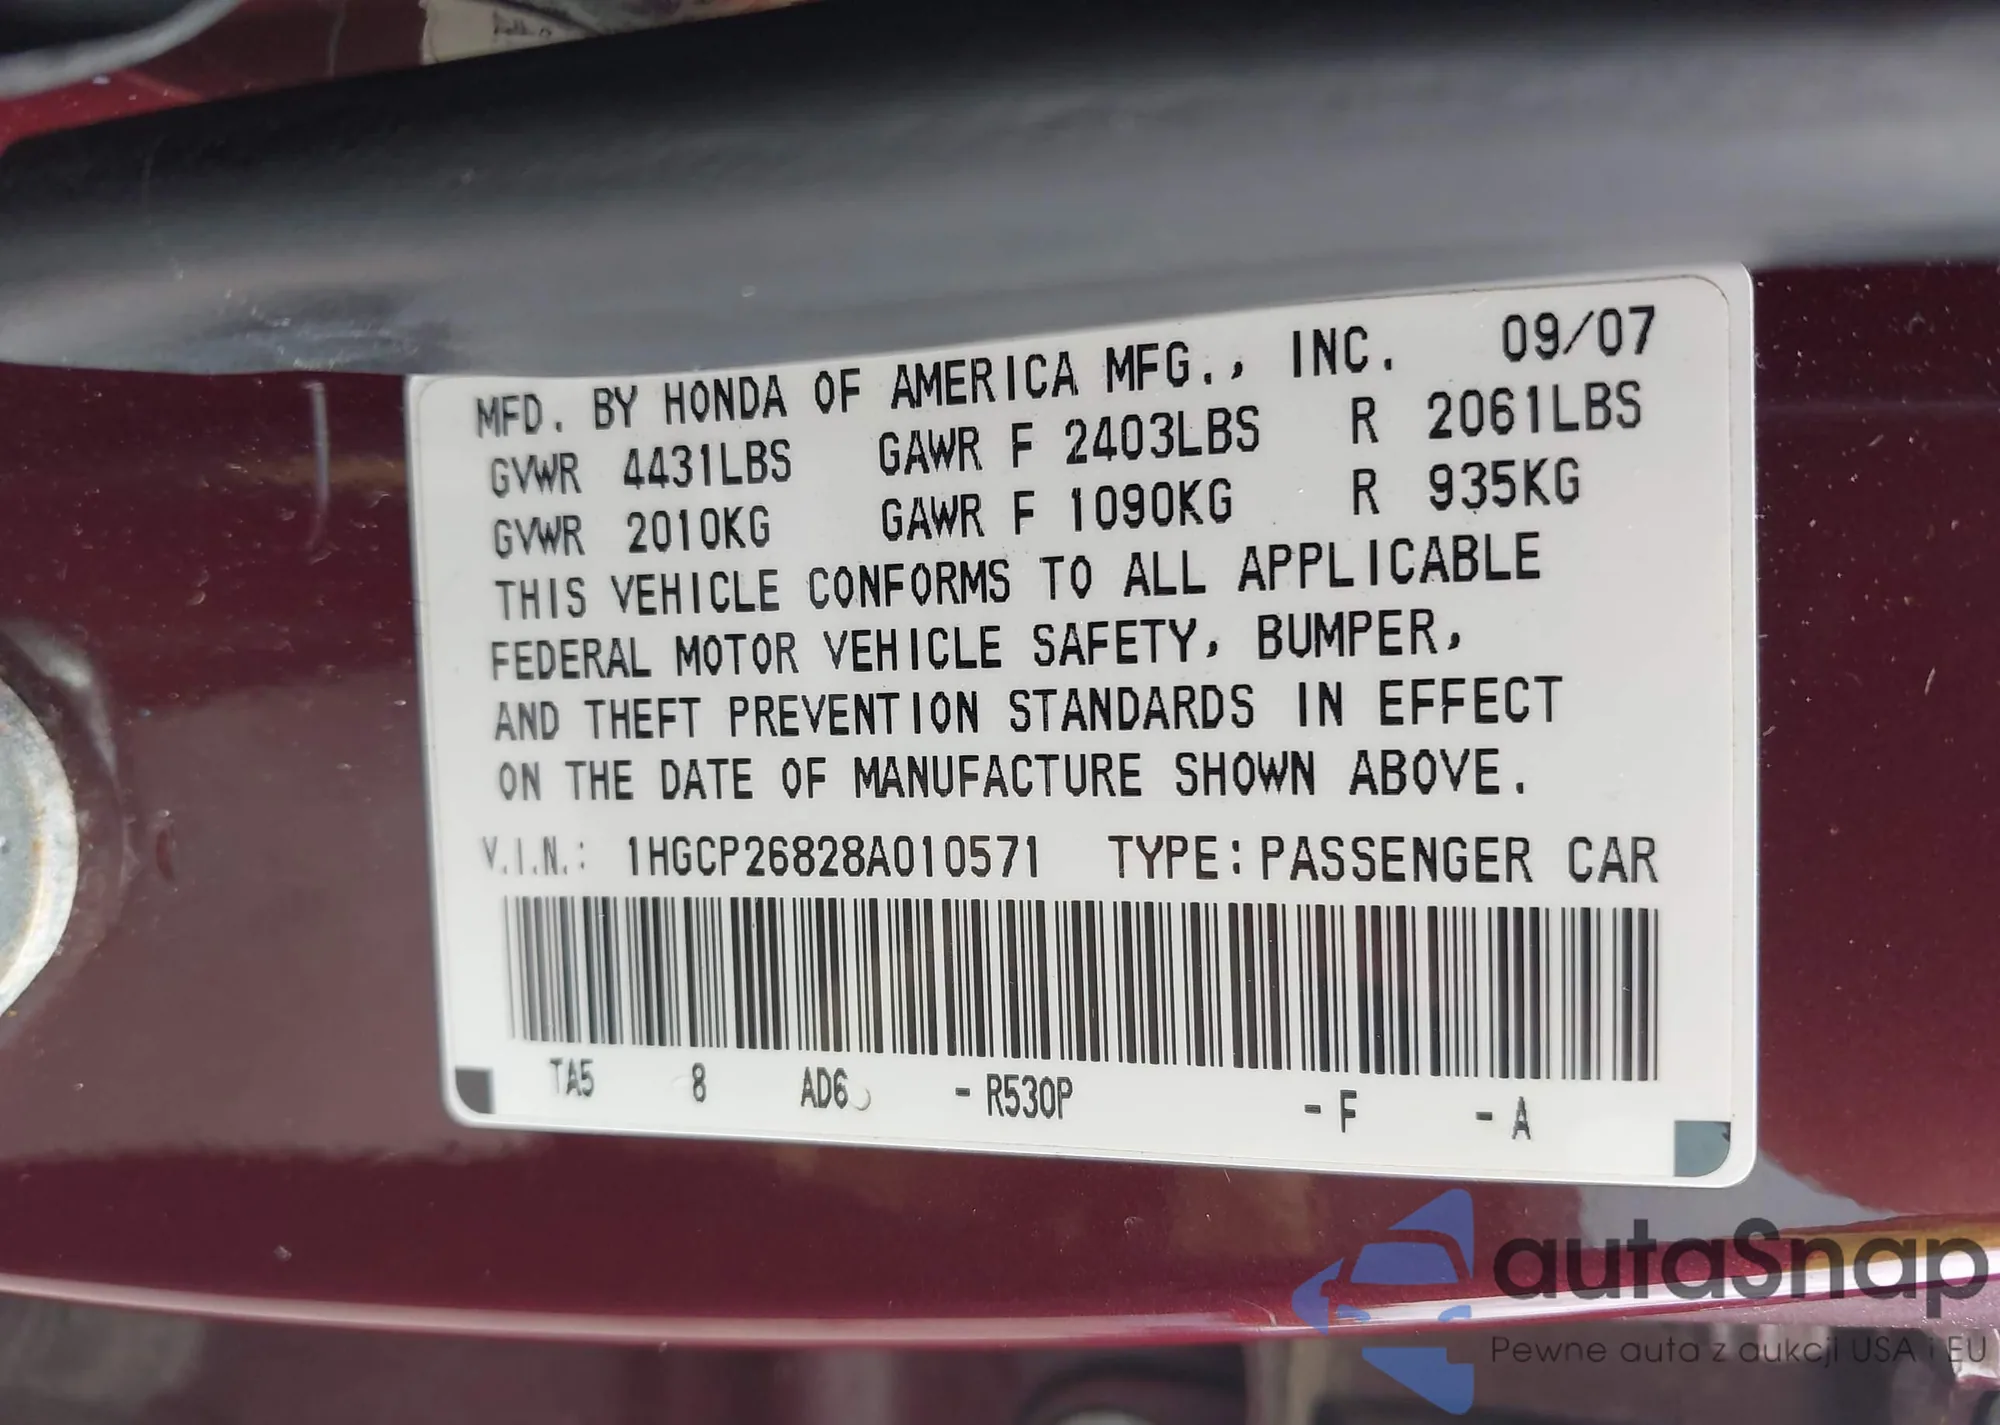 MFD. BY HONDA OF AMERICA MFG., INC. 09/07
GVWR 4431LBS GAWR F 2403LBS R 2061LBS
GVWR 2010KG GAWR F 1090KG R 935KG
THIS VEHICLE CONFORMS TO ALL APPLICABLE
FEDERAL MOTOR VEHICLE SAFETY, BUMPER,
AND THEFT PREVENTION STANDARDS IN EFFECT
ON THE DATE OF MANUFACTURE SHOWN ABOVE.
V.I.N.: 1HGCP26828A010571 TYPE: PASSENGER CAR
TA5 8 AD6 - R530P - F - A
autaSnap
Pewne auta z aukcji USA i EU